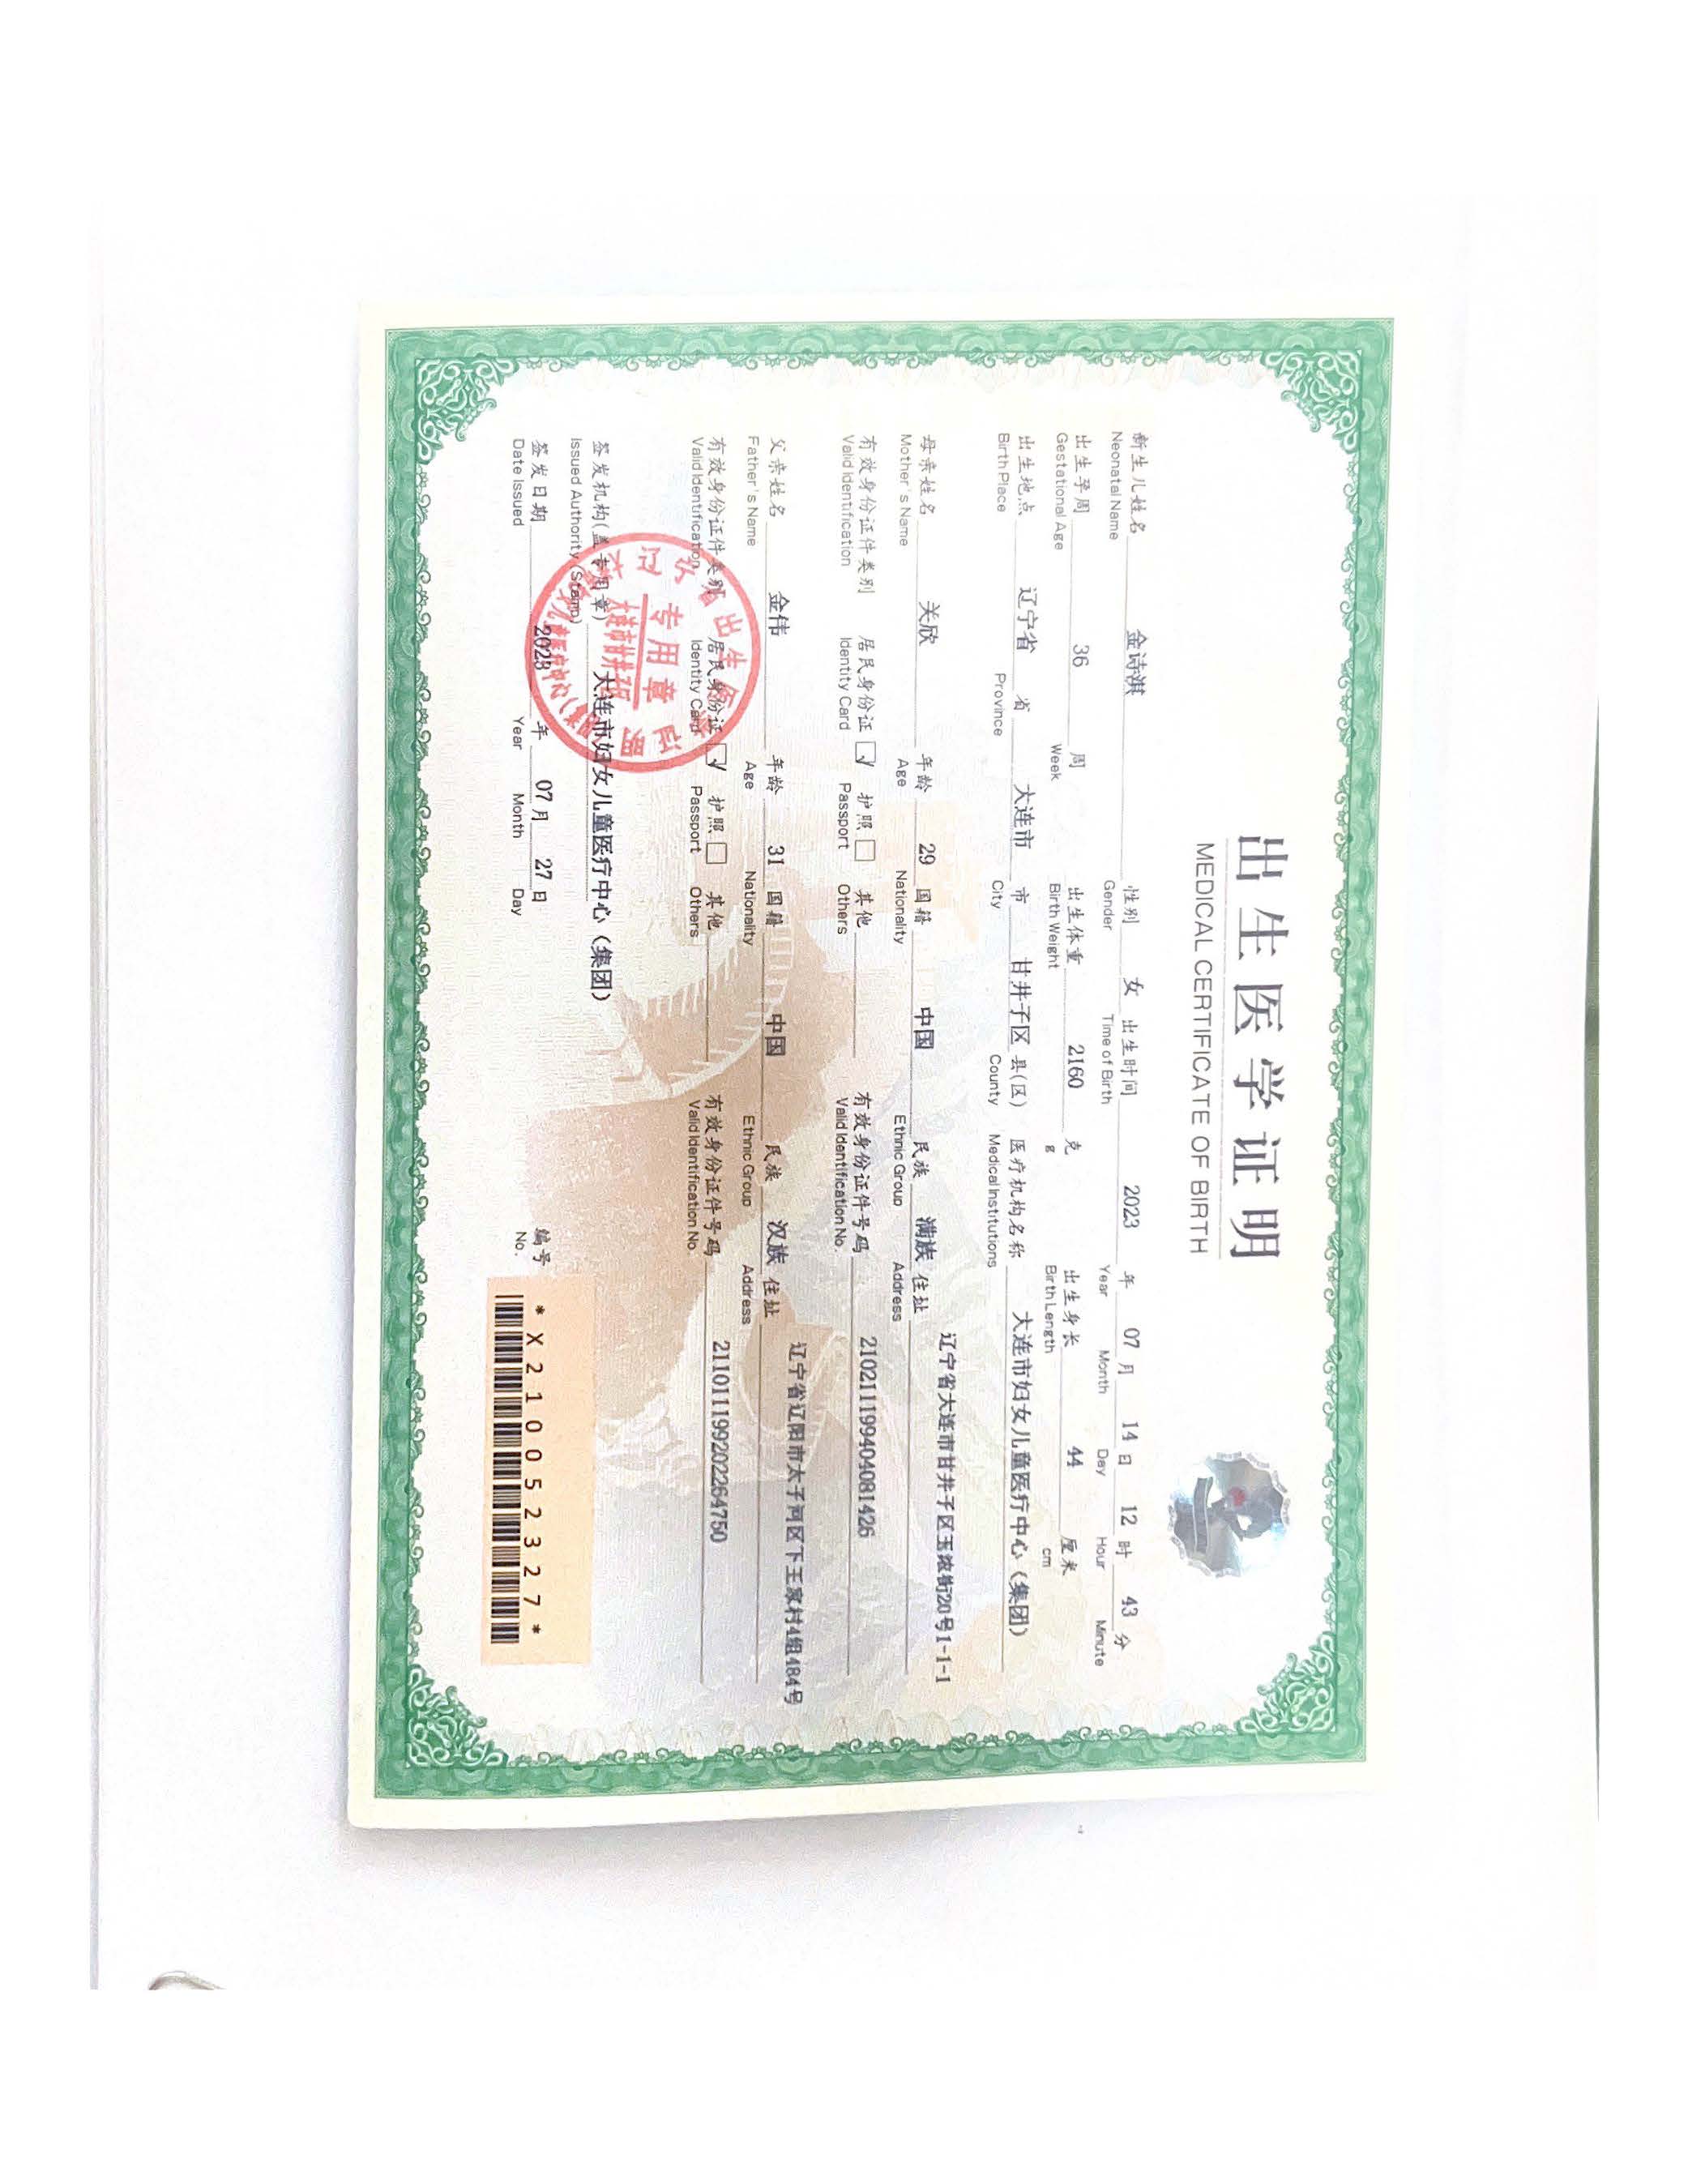 出生医学证明
MEDICAL CERTIFICATE OF BIRTH
新生儿姓名 金诗淇 性别 女 出生时间 2023 年 07 月 14 日 12 时 43 分
Neonatal Name Gender Time of Birth Year Month Day Hour Minute
出生孕周 36 周 出生体重 2160 克 出生身长 44 厘米
Gestational Age Week Birth Weight g Birth Length cm
出生地点 辽宁省 省 大连市 市 甘井子区 县(区) 医疗机构名称 大连市妇女儿童医疗中心(集团)
Birth Place Province City County Medical Institutions
辽宁省大连市甘井子区玉浓街20号1-1-1
母亲姓名 关欣 年龄 29 国籍 中国 民族 满族 住址
Mother's Name Age Nationality Ethnic Group Address
有效身份证件类别 居民身份证 √ 护照 其他 有效身份证件号码 210211199404081426
Valid Identification Identity Card Passport Others Valid Identification No.
辽宁省辽阳市太子河区下王家村4组484号
父亲姓名 金伟 年龄 31 国籍 中国 民族 汉族 住址
Father's Name Age Nationality Ethnic Group Address
有效身份证件类别 居民身份证 √ 护照 其他 有效身份证件号码 211011199202264750
Valid Identification Identity Card Passport Others Valid Identification No.
签发机构(盖专用章) 大连市妇女儿童医疗中心(集团)
Issued Authority (Stamp)
签发日期 2023 年 07 月 27 日 编号
Date Issued Year Month Day No.
*X210052327*
辽宁省出生医学证明
专用章
大连市甘井子区